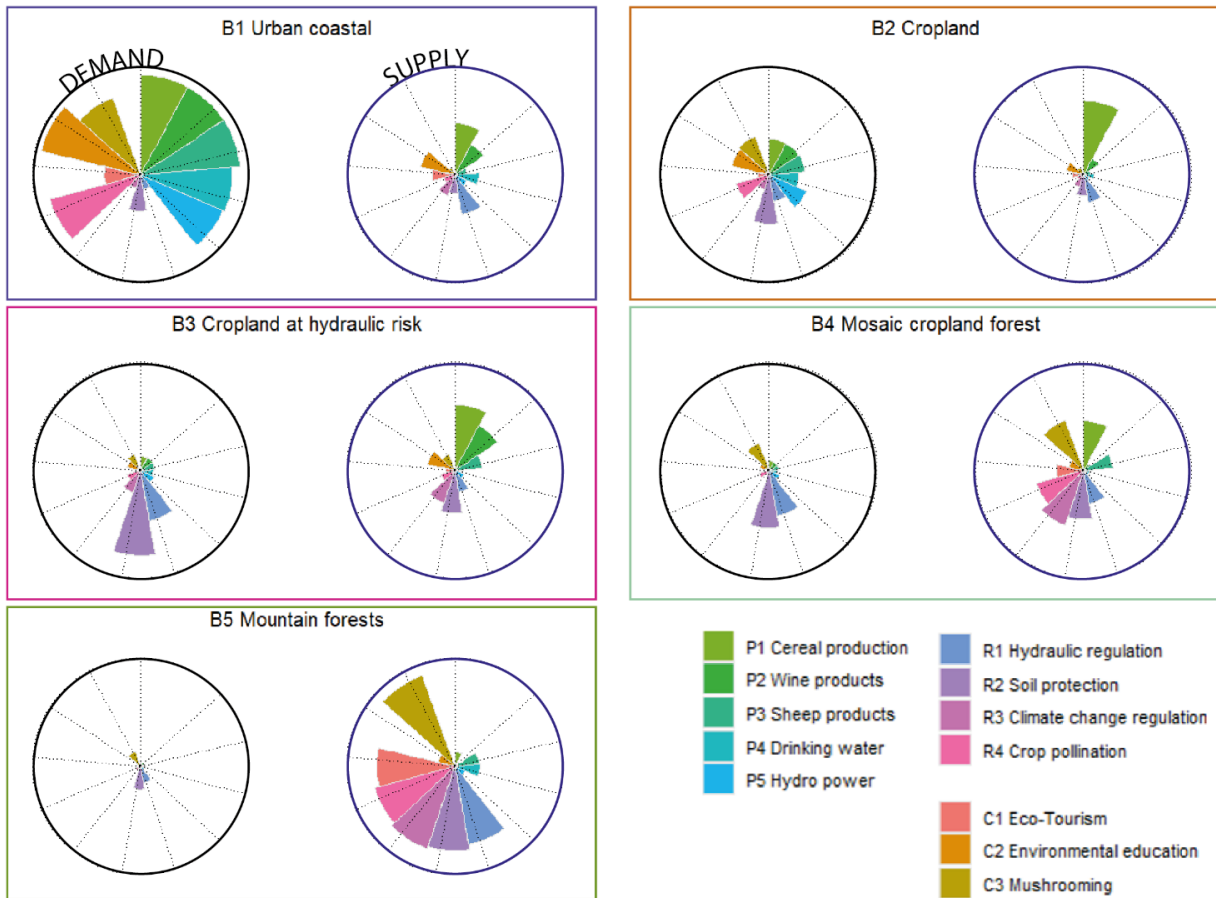 B1 Urban coastal
DEMAND
SUPPLY
B2 Cropland
B3 Cropland at hydraulic risk
B4 Mosaic cropland forest
B5 Mountain forests
P1 Cereal production
P2 Wine products
P3 Sheep products
P4 Drinking water
P5 Hydro power
R1 Hydraulic regulation
R2 Soil protection
R3 Climate change regulation
R4 Crop pollination
C1 Eco-Tourism
C2 Environmental education
C3 Mushrooming